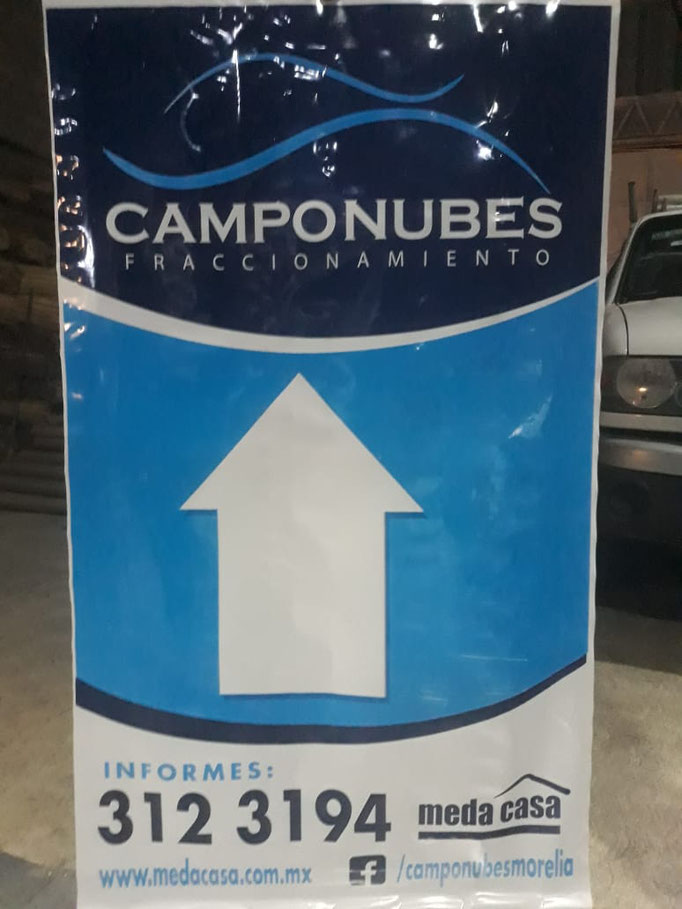 CAMPONUBES
FRACCIONAMIENTO
INFORMES:
312 3194
meda casa
www.medacasa.com.mx
/camponubesmorelia